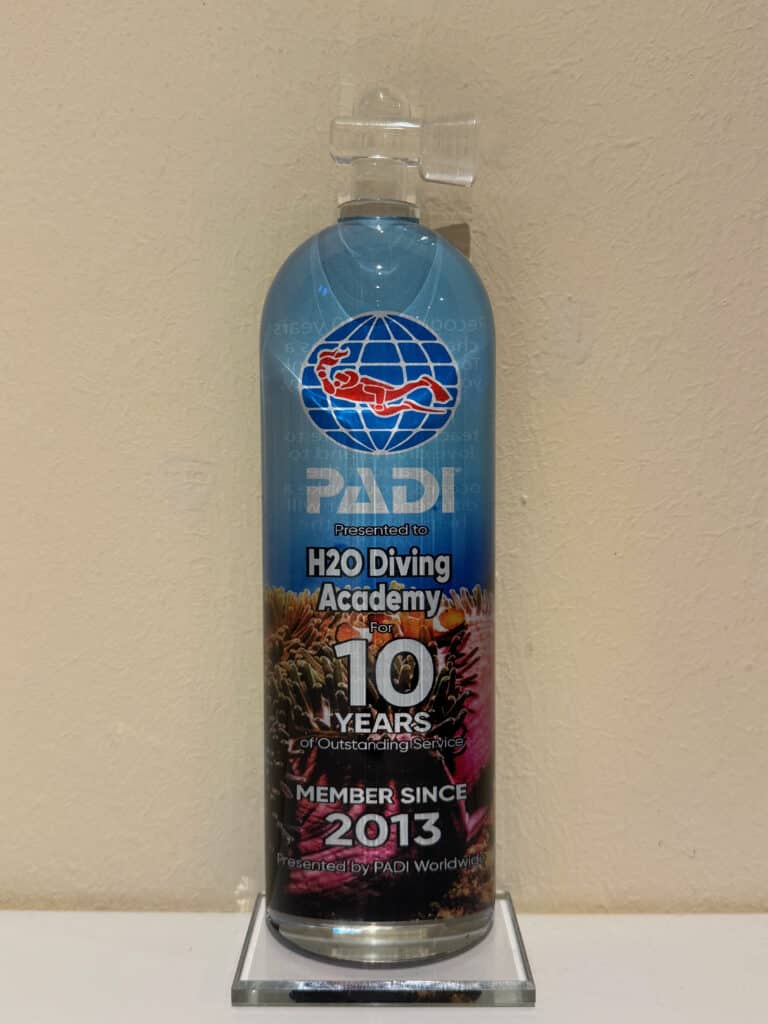 PADI
Presented to
H2O Diving
Academy
For
10
YEARS
of Outstanding Service
MEMBER SINCE
2013
Presented by PADI Worldwide